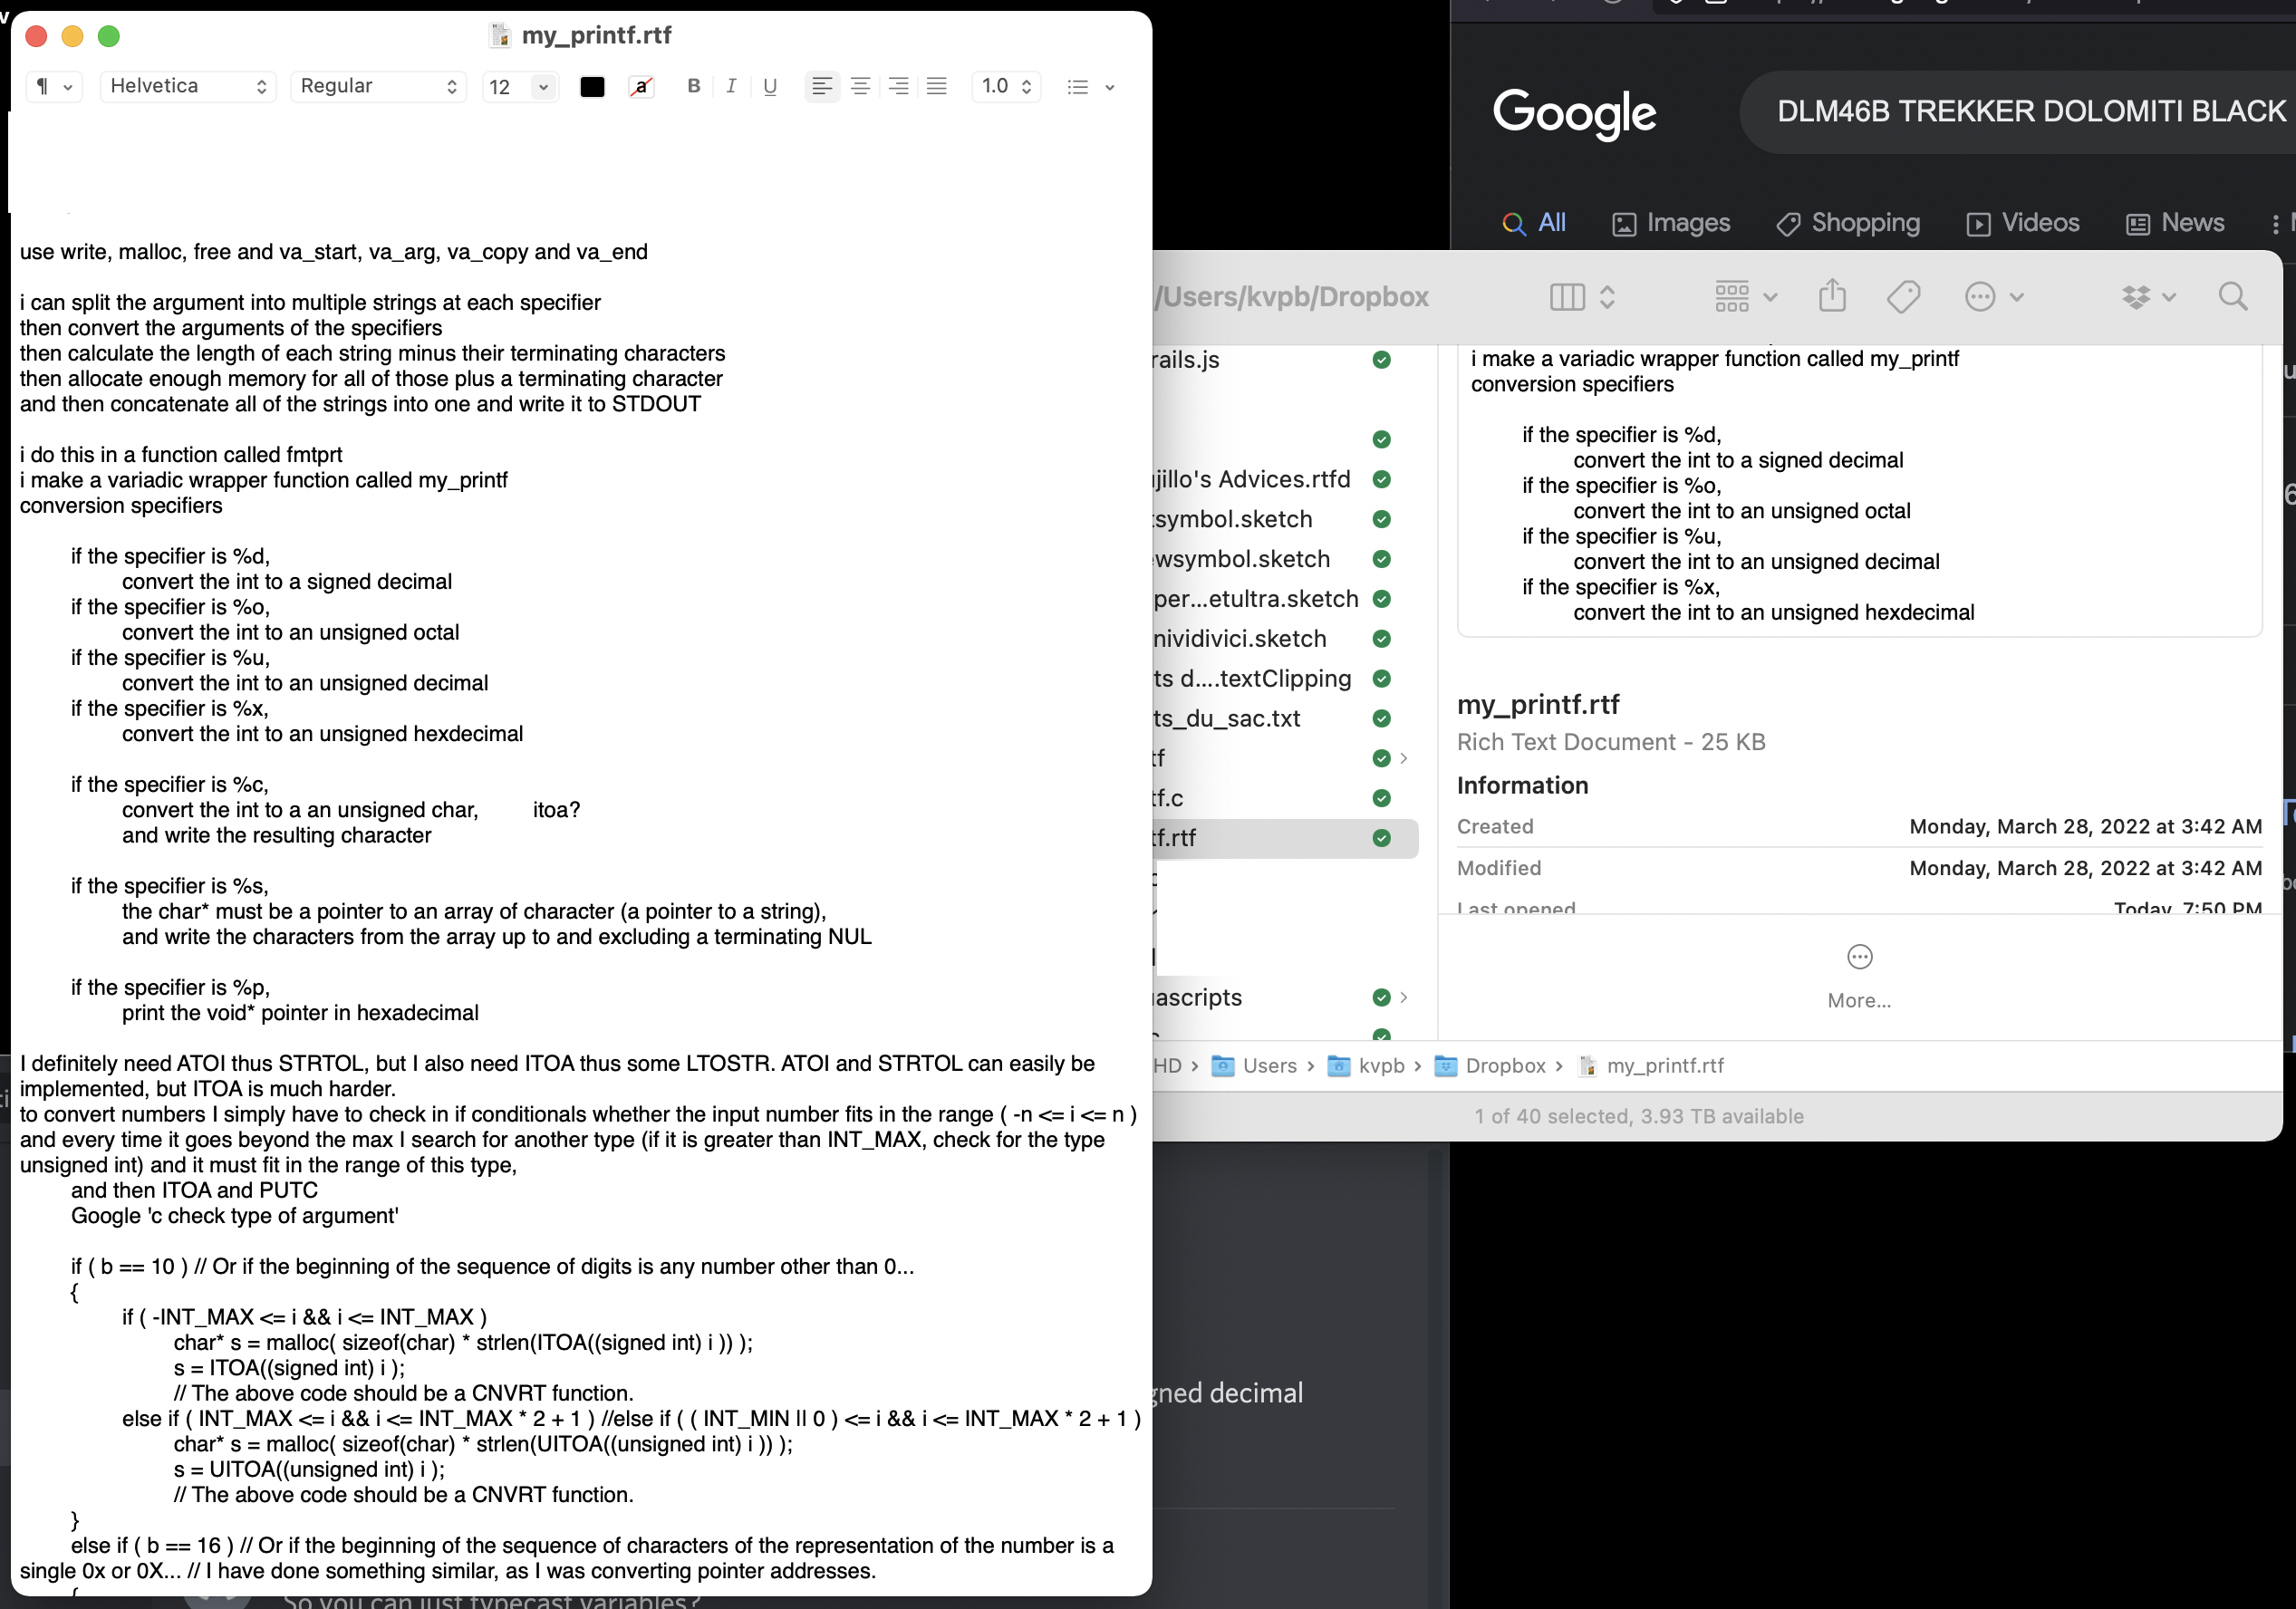 my_printf.rtf
¶ Helvetica Regular 12 a B I U 1.0
use write, malloc, free and va_start, va_arg, va_copy and va_end
i can split the argument into multiple strings at each specifier
then convert the arguments of the specifiers
then calculate the length of each string minus their terminating characters
then allocate enough memory for all of those plus a terminating character
and then concatenate all of the strings into one and write it to STDOUT
i do this in a function called fmtprt
i make a variadic wrapper function called my_printf
conversion specifiers
if the specifier is %d,
convert the int to a signed decimal
if the specifier is %o,
convert the int to an unsigned octal
if the specifier is %u,
convert the int to an unsigned decimal
if the specifier is %x,
convert the int to an unsigned hexdecimal
if the specifier is %c,
convert the int to a an unsigned char, itoa?
and write the resulting character
if the specifier is %s,
the char* must be a pointer to an array of character (a pointer to a string),
and write the characters from the array up to and excluding a terminating NUL
if the specifier is %p,
print the void* pointer in hexadecimal
I definitely need ATOI thus STRTOL, but I also need ITOA thus some LTOSTR. ATOI and STRTOL can easily be
implemented, but ITOA is much harder.
to convert numbers I simply have to check in if conditionals whether the input number fits in the range ( -n <= i <= n )
and every time it goes beyond the max I search for another type (if it is greater than INT_MAX, check for the type
unsigned int) and it must fit in the range of this type,
and then ITOA and PUTC
Google 'c check type of argument'
if ( b == 10 ) // Or if the beginning of the sequence of digits is any number other than 0...
{
if ( -INT_MAX <= i && i <= INT_MAX )
char* s = malloc( sizeof(char) * strlen(ITOA((signed int) i )) );
s = ITOA((signed int) i );
// The above code should be a CNVRT function.
else if ( INT_MAX <= i && i <= INT_MAX * 2 + 1 ) //else if ( ( INT_MIN || 0 ) <= i && i <= INT_MAX * 2 + 1 )
char* s = malloc( sizeof(char) * strlen(UITOA((unsigned int) i )) );
s = UITOA((unsigned int) i );
// The above code should be a CNVRT function.
}
else if ( b == 16 ) // Or if the beginning of the sequence of characters of the representation of the number is a
single 0x or 0X... // I have done something similar, as I was converting pointer addresses.
{
So you can just typecast variables?
Google
DLM46B TREKKER DOLOMITI BLACK
All Images Shopping Videos News
/Users/kvpb/Dropbox
rails.js
jillo's Advices.rtfd
symbol.sketch
wsymbol.sketch
per...etultra.sketch
nividivici.sketch
ts d....textClipping
ts_du_sac.txt
tf
tf.c
tf.rtf
ascripts
i make a variadic wrapper function called my_printf
conversion specifiers
if the specifier is %d,
convert the int to a signed decimal
if the specifier is %o,
convert the int to an unsigned octal
if the specifier is %u,
convert the int to an unsigned decimal
if the specifier is %x,
convert the int to an unsigned hexdecimal
my_printf.rtf
Rich Text Document - 25 KB
Information
Created Monday, March 28, 2022 at 3:42 AM
Modified Monday, March 28, 2022 at 3:42 AM
Last opened Today, 7:50 PM
More...
HD › Users › kvpb › Dropbox › my_printf.rtf
1 of 40 selected, 3.93 TB available
gned decimal